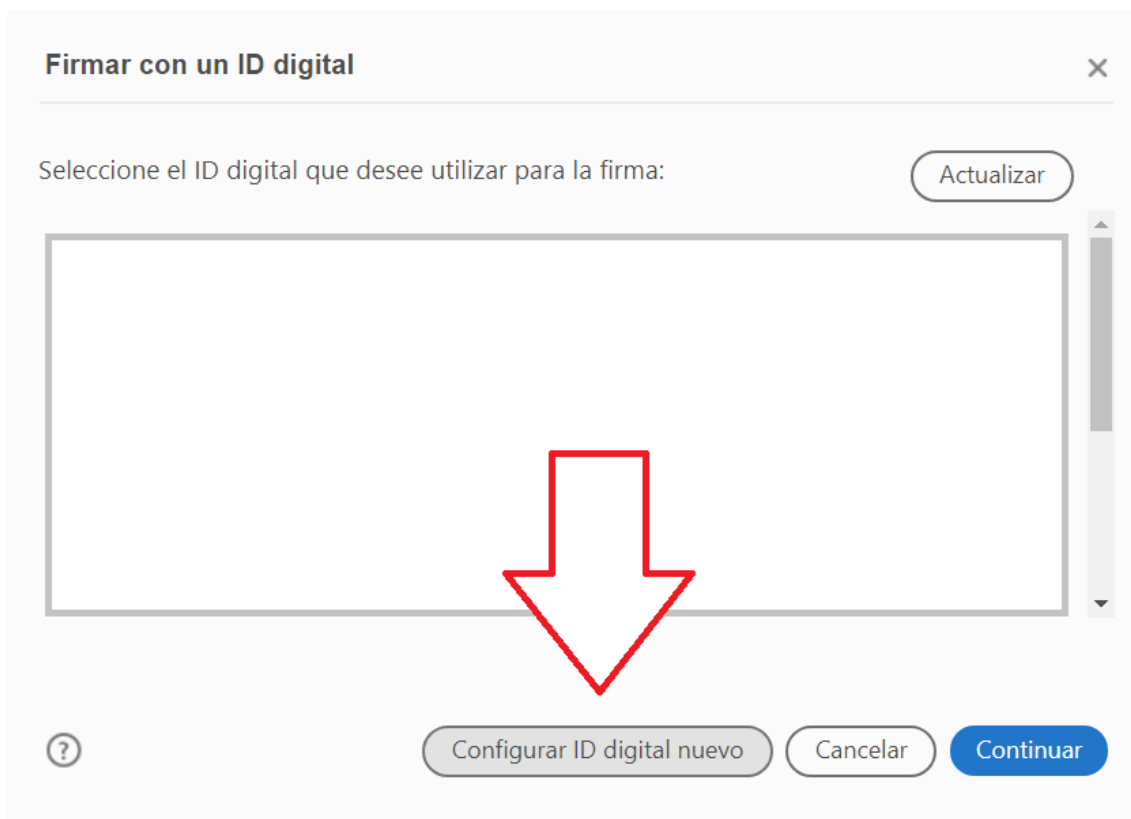 Firmar con un ID digital
Seleccione el ID digital que desee utilizar para la firma:
Actualizar
Configurar ID digital nuevo
Cancelar
Continuar